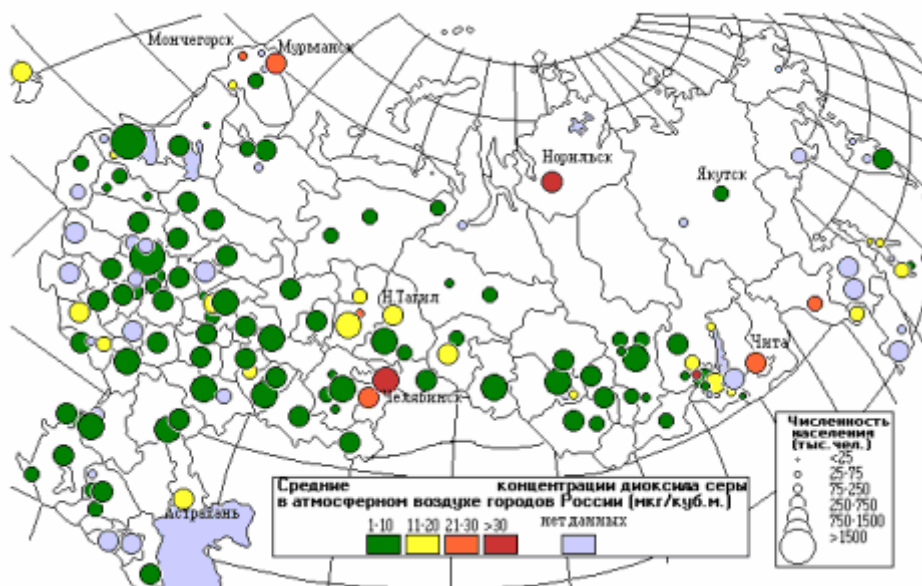 Мончегорск
Мурманск
Норильск
Якутск
Н.Тагил
Чита
Челябинск
Астрахань
Средние концентрации диоксида серы
в атмосферном воздухе городов России (мкг/куб.м.)
1-10 11-20 21-30 >30 нет данных
Численность
населения
(тыс. чел.)
<25
25-75
75-250
250-750
750-1500
>1500